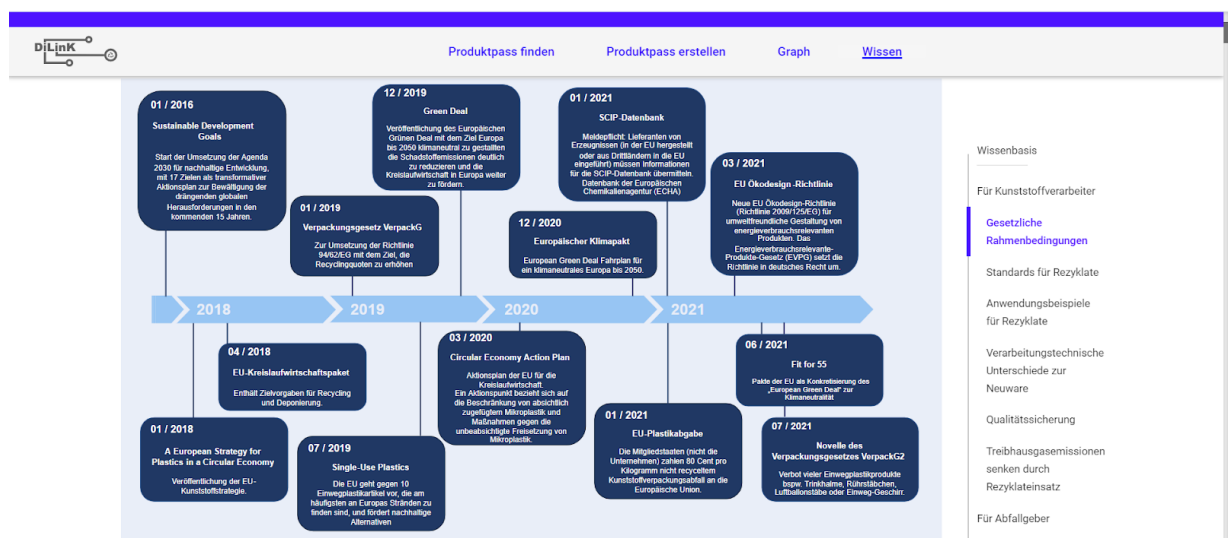 DiLinK
Produktpass finden
Produktpass erstellen
Graph
Wissen
01 / 2016
Sustainable Development
Goals
Start der Umsetzung der Agenda
2030 für nachhaltige Entwicklung,
mit 17 Zielen als transformativer
Aktionsplan zur Bewältigung der
drängenden globalen
Herausforderungen in den
kommenden 15 Jahren.
12 / 2019
Green Deal
Veröffentlichung des Europäischen
Grünen Deal mit dem Ziel Europa
bis 2050 klimaneutral zu gestallten
die Schadstoffemissionen deutlich
zu reduzieren und die
Kreislaufwirtschaft in Europa weiter
zu fördern.
01 / 2021
SCIP-Datenbank
Meldepflicht: Lieferanten von
Erzeugnissen (in der EU hergestellt
oder aus Drittländern in die EU
eingeführt) müssen Informationen
für die SCIP-Datenbank übermitteln.
Datenbank der Europäischen
Chemikalienagentur (ECHA)
03 / 2021
EU Ökodesign -Richtlinie
Neue EU Ökodesign-Richtlinie
(Richtlinie 2009/125/EG) für
umweltfreundliche Gestaltung von
energieverbrauchsrelevanten
Produkten. Das
Energieverbrauchsrelevante-
Produkte-Gesetz (EVPG) setzt die
Richtlinie in deutsches Recht um.
01 / 2019
Verpackungsgesetz VerpackG
Zur Umsetzung der Richtlinie
94/62/EG mit dem Ziel, die
Recyclingquoten zu erhöhen
12 / 2020
Europäischer Klimapakt
European Green Deal Fahrplan für
ein klimaneutrales Europa bis 2050.
2018
2019
2020
2021
04 / 2018
EU-Kreislaufwirtschaftspaket
Enthält Zielvorgaben für Recycling
und Deponierung.
03 / 2020
Circular Economy Action Plan
Aktionsplan der EU für die
Kreislaufwirtschaft.
Ein Aktionspunkt bezieht sich auf
die Beschränkung von absichtlich
zugefügtem Mikroplastik und
Maßnahmen gegen die
unbeabsichtigte Freisetzung von
Mikroplastik.
06 / 2021
Fit for 55
Pakte der EU als Konkretisierung des
„European Green Deal" zur
Klimaneutralität
01 / 2018
A European Strategy for
Plastics in a Circular Economy
Veröffentlichung der EU-
Kunststoffstrategie.
07 / 2019
Single-Use Plastics
Die EU geht gegen 10
Einwegplastikartikel vor, die am
häufigsten an Europas Stränden zu
finden sind, und fördert nachhaltige
Alternativen
01 / 2021
EU-Plastikabgabe
Die Mitgliedstaaten (nicht die
Unternehmen) zahlen 80 Cent pro
Kilogramm nicht recyceltem
Kunststoffverpackungsabfall an die
Europäische Union.
07 / 2021
Novelle des
Verpackungsgesetzes VerpackG2
Verbot vieler Einwegplastikprodukte
bspw. Trinkhalme, Rührstäbchen,
Luftballonstäbe oder Einweg-Geschirr.
Wissenbasis
Für Kunststoffverarbeiter
Gesetzliche
Rahmenbedingungen
Standards für Rezyklate
Anwendungsbeispiele
für Rezyklate
Verarbeitungstechnische
Unterschiede zur
Neuware
Qualitätssicherung
Treibhausgasemissionen
senken durch
Rezyklateinsatz
Für Abfallgeber